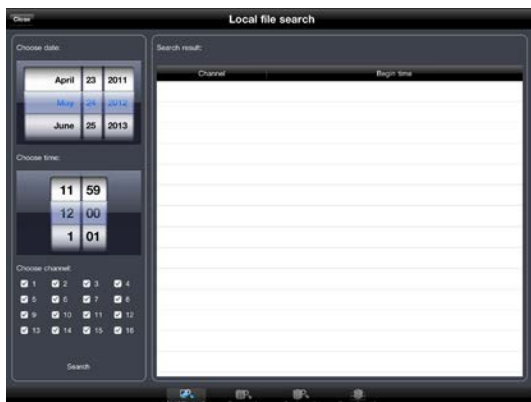 Close
Local file search
Choose date:
April 23 2011
May 24 2012
June 25 2013
Choose time:
11 59
12 00
1 01
Choose channel:
1 2 3 4
5 6 7 8
9 10 11 12
13 14 15 16
Search
Search result:
Channel Begin time